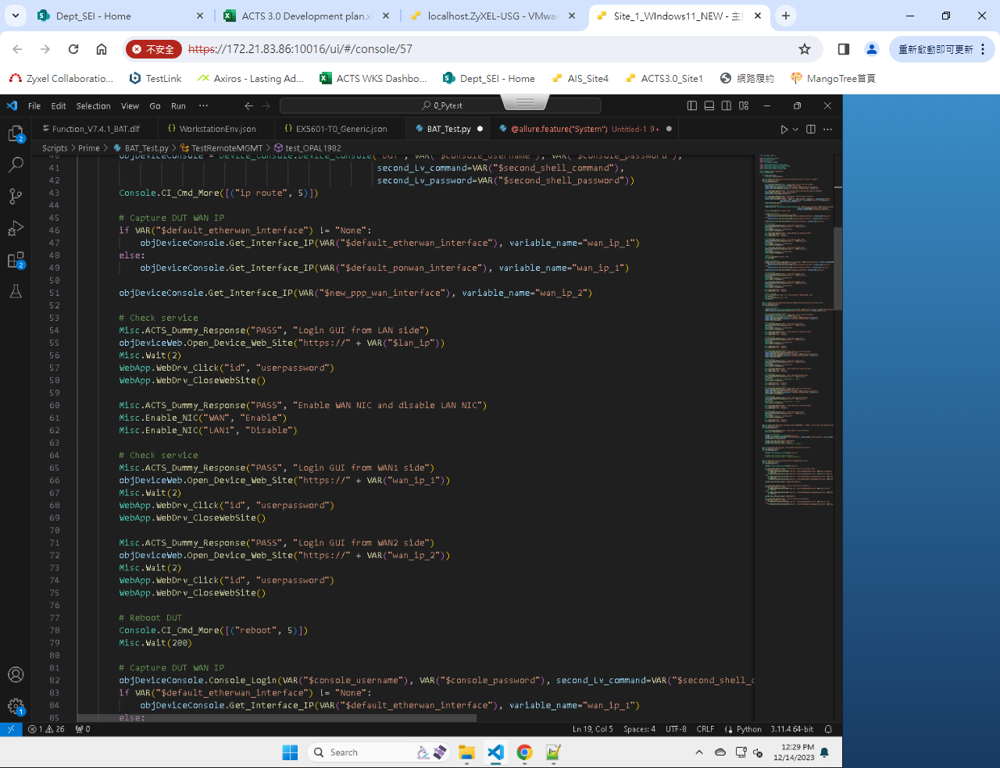 Dept_SEI - Home
ACTS 3.0 Development plan.xl
localhost.ZyXEL-USG - VMwa
Site_1_WIndows11_NEW - 主
不安全
https://172.21.83.86:10016/ui/#/console/57
重新啟動即可更新
Zyxel Collaboratio...
TestLink
Axiros - Lasting Ad...
ACTS WKS Dashbo...
Dept_SEI - Home
AIS_Site4
ACTS3.0_Site1
網路履約
MangoTree首頁
File Edit Selection View Go Run ···
0_Pytest
Function_V7.4.1_BAT.dlf
WorkstationEnv.json
EX5601-T0_Generic.json
BAT_Test.py
@allure.feature("System") Untitled-1 9+
Scripts > Prime > BAT_Test.py > TestRemoteMGMT > test_OPAL1982
40 objDeviceConsole = Device_Console.Device_Console("DUT", VAR("$console_username"), VAR("$console_password"),
41 second_Lv_command=VAR("$second_shell_command"),
42 second_Lv_password=VAR("$second_shell_password"))
43 Console.CI_Cmd_More([("ip route", 5)])
44
45 # Capture DUT WAN IP
46 if VAR("$default_etherwan_interface") != "None":
47 objDeviceConsole.Get_Interface_IP(VAR("$default_etherwan_interface"), variable_name="wan_ip_1")
48 else:
49 objDeviceConsole.Get_Interface_IP(VAR("$default_ponwan_interface"), variable_name="wan_ip_1")
50
51 objDeviceConsole.Get_Interface_IP(VAR("$new_ppp_wan_interface"), variable_name="wan_ip_2")
52
53 # Check service
54 Misc.ACTS_Dummy_Response("PASS", "Login GUI from LAN side")
55 objDeviceWeb.Open_Device_Web_Site("https://" + VAR("$lan_ip"))
56 Misc.Wait(2)
57 WebApp.WebDrv_Click("id", "userpassword")
58 WebApp.WebDrv_CloseWebSite()
59
60 Misc.ACTS_Dummy_Response("PASS", "Enable WAN NIC and disable LAN NIC")
61 Misc.Enable_NIC("WAN", "Enable")
62 Misc.Enable_NIC("LAN1", "Disable")
63
64 # Check service
65 Misc.ACTS_Dummy_Response("PASS", "Login GUI from WAN1 side")
66 objDeviceWeb.Open_Device_Web_Site("https://" + VAR("wan_ip_1"))
67 Misc.Wait(2)
68 WebApp.WebDrv_Click("id", "userpassword")
69 WebApp.WebDrv_CloseWebSite()
70
71 Misc.ACTS_Dummy_Response("PASS", "Login GUI from WAN2 side")
72 objDeviceWeb.Open_Device_Web_Site("https://" + VAR("wan_ip_2"))
73 Misc.Wait(2)
74 WebApp.WebDrv_Click("id", "userpassword")
75 WebApp.WebDrv_CloseWebSite()
76
77 # Reboot DUT
78 Console.CI_Cmd_More([("reboot", 5)])
79 Misc.Wait(200)
80
81 # Capture DUT WAN IP
82 objDeviceConsole.Console_Login(VAR("$console_username"), VAR("$console_password"), second_Lv_command=VAR("$second_shell_c
83 if VAR("$default_etherwan_interface") != "None":
84 objDeviceConsole.Get_Interface_IP(VAR("$default_etherwan_interface"), variable_name="wan_ip_1")
85 else:
2
2
1
1 26 0
Ln 19, Col 5 Spaces: 4 UTF-8 CRLF Python 3.11.4 64-bit
Search
12:29 PM
12/14/2023